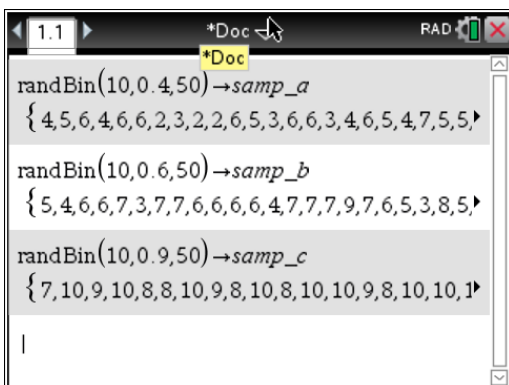 1.1 *Doc RAD
*Doc
randBin(10,0.4,50)→samp_a
{4,5,6,4,6,6,2,3,2,2,6,5,3,6,6,3,4,6,5,4,7,5,5,▸
randBin(10,0.6,50)→samp_b
{5,4,6,6,7,3,7,7,6,6,6,6,4,7,7,7,9,7,6,5,3,8,5,▸
randBin(10,0.9,50)→samp_c
{7,10,9,10,8,8,10,9,8,10,8,10,10,9,8,10,10,1▸